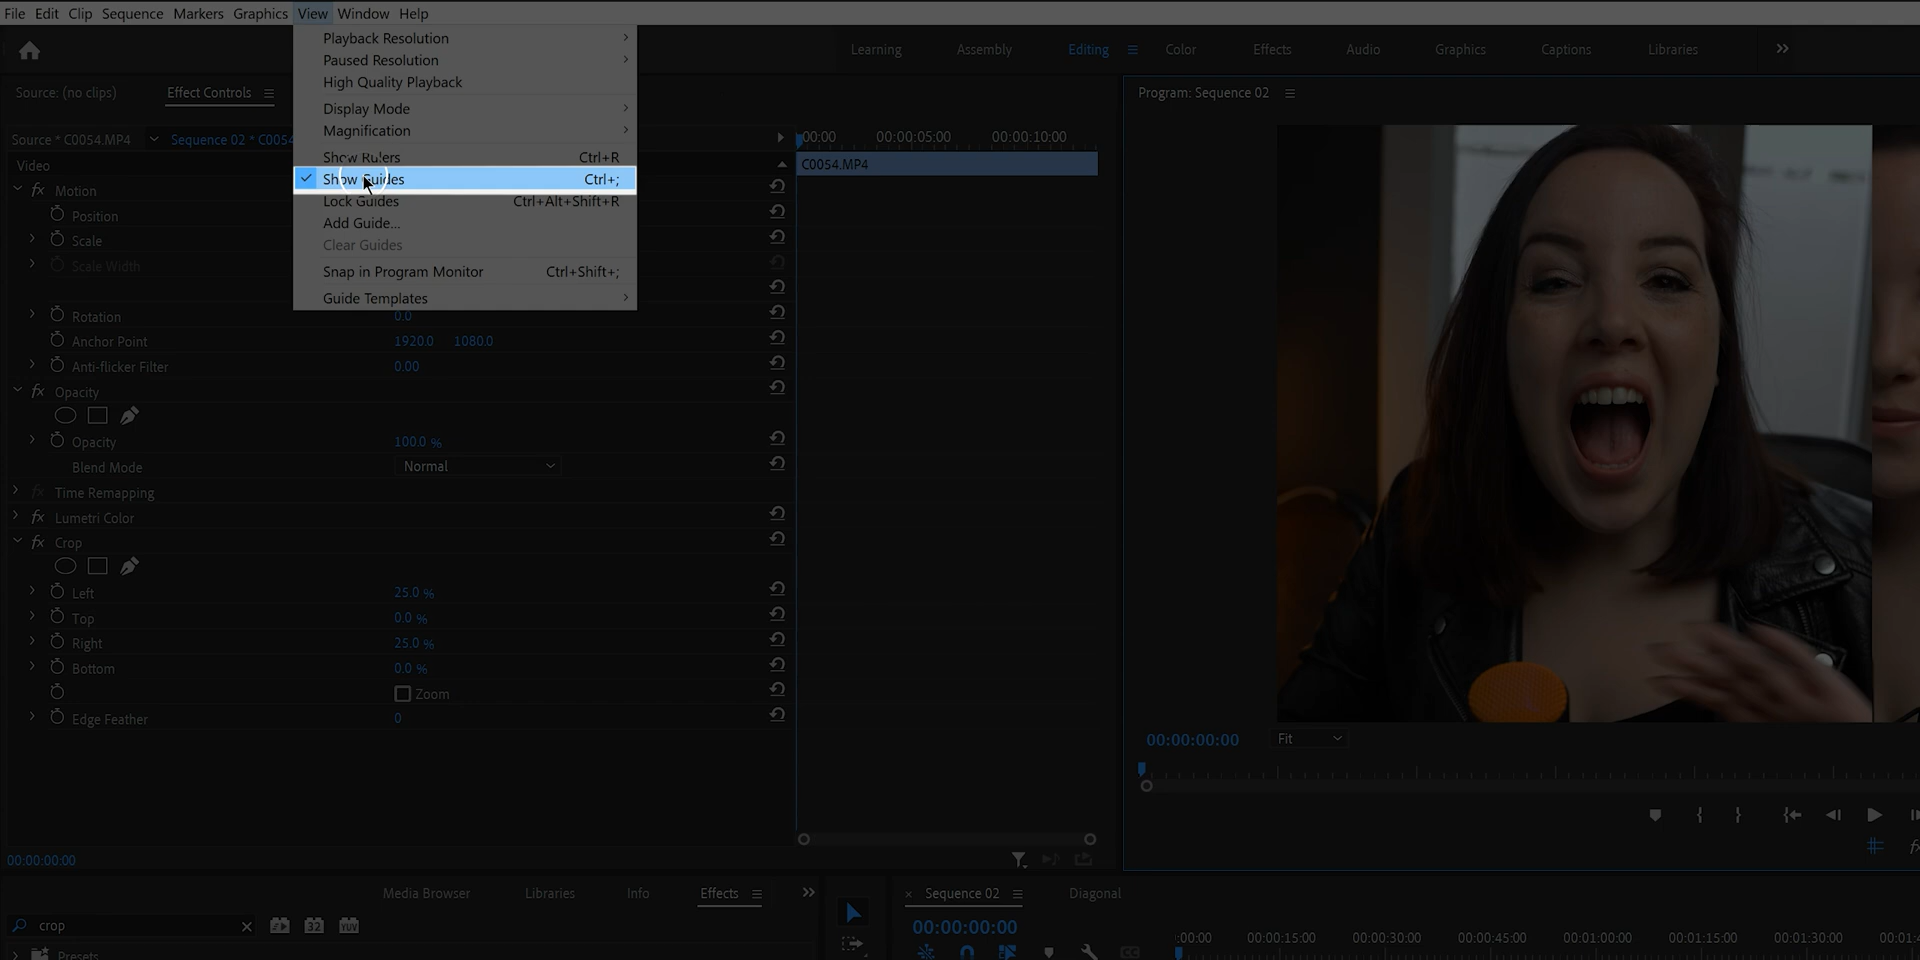 File Edit Clip Sequence Markers Graphics View Window Help
Learning Assembly Editing Color Effects Audio Graphics Captions Libraries
Playback Resolution
Paused Resolution
High Quality Playback
Display Mode
Magnification
Show Rulers Ctrl+R
Show Guides Ctrl+;
Lock Guides Ctrl+Alt+Shift+R
Add Guide...
Clear Guides
Snap in Program Monitor Ctrl+Shift+;
Guide Templates
Source: (no clips) Effect Controls
Source * C0054.MP4 Sequence 02 * C0054
Video
fx Motion
Position
Scale
Scale Width
Rotation 0.0
Anchor Point 1920.0 1080.0
Anti-flicker Filter 0.00
fx Opacity
Opacity 100.0 %
Blend Mode Normal
fx Time Remapping
fx Lumetri Color
fx Crop
Left 25.0 %
Top 0.0 %
Right 25.0 %
Bottom 0.0 %
Zoom
Edge Feather 0
00:00:00:00
:00:00 00:00:05:00 00:00:10:00
C0054.MP4
Program: Sequence 02
00:00:00:00 Fit
Media Browser Libraries Info Effects
crop
32 YUV
Presets
× Sequence 02 Diagonal
00:00:00:00
:00:00 00:00:15:00 00:00:30:00 00:00:45:00 00:01:00:00 00:01:15:00 00:01:30:00